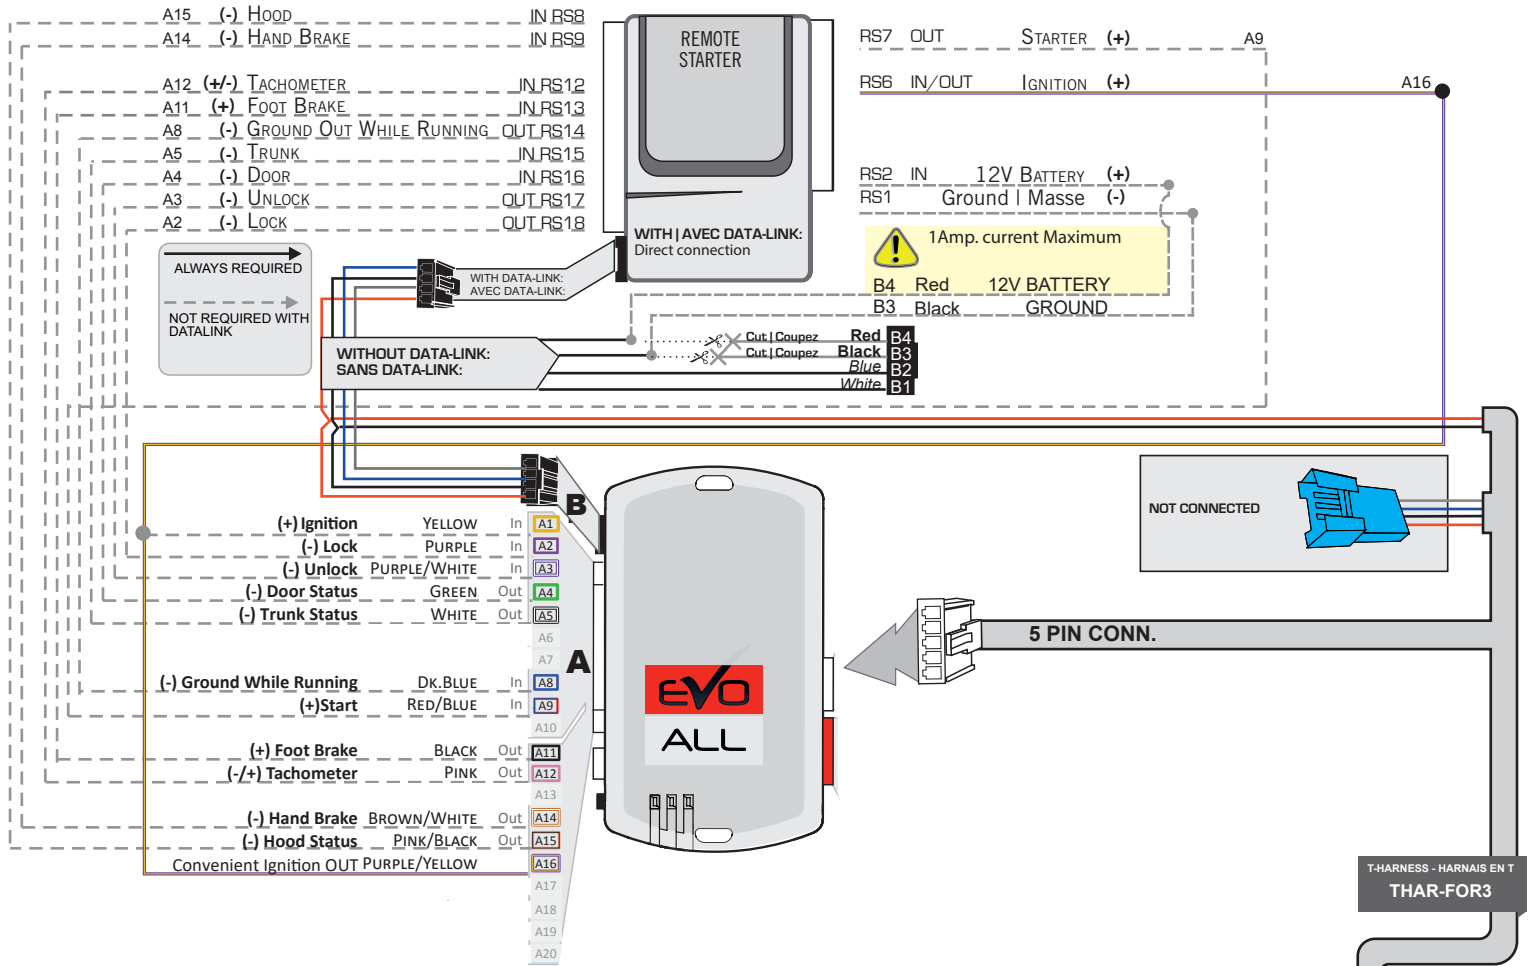 A15 (-) HOOD IN RS8
A14 (-) HAND BRAKE IN RS9
A12 (+/-) TACHOMETER IN RS12
A11 (+) FOOT BRAKE IN RS13
A8 (-) GROUND OUT WHILE RUNNING OUT RS14
A5 (-) TRUNK IN RS15
A4 (-) DOOR IN RS16
A3 (-) UNLOCK OUT RS17
A2 (-) LOCK OUT RS18
REMOTE
STARTER
WITH | AVEC DATA-LINK:
Direct connection
RS7 OUT STARTER (+) A9
RS6 IN/OUT IGNITION (+) A16
RS2 IN 12V BATTERY (+)
RS1 Ground | Masse (-)
1Amp. current Maximum
B4 Red 12V BATTERY
B3 Black GROUND
ALWAYS REQUIRED
NOT REQUIRED WITH
DATALINK
WITH DATA-LINK:
AVEC DATA-LINK:
WITHOUT DATA-LINK:
SANS DATA-LINK:
Cut | Coupez Red B4
Cut | Coupez Black B3
Blue B2
White B1
NOT CONNECTED
B
A
(+) Ignition YELLOW In A1
(-) Lock PURPLE In A2
(-) Unlock PURPLE/WHITE In A3
(-) Door Status GREEN Out A4
(-) Trunk Status WHITE Out A5
A6
A7
(-) Ground While Running DK.BLUE In A8
(+)Start RED/BLUE In A9
A10
(+) Foot Brake BLACK Out A11
(-/+) Tachometer PINK Out A12
A13
(-) Hand Brake BROWN/WHITE Out A14
(-) Hood Status PINK/BLACK Out A15
Convenient Ignition OUT PURPLE/YELLOW A16
A17
A18
A19
A20
EVO
ALL
5 PIN CONN.
T-HARNESS - HARNAIS EN T
THAR-FOR3